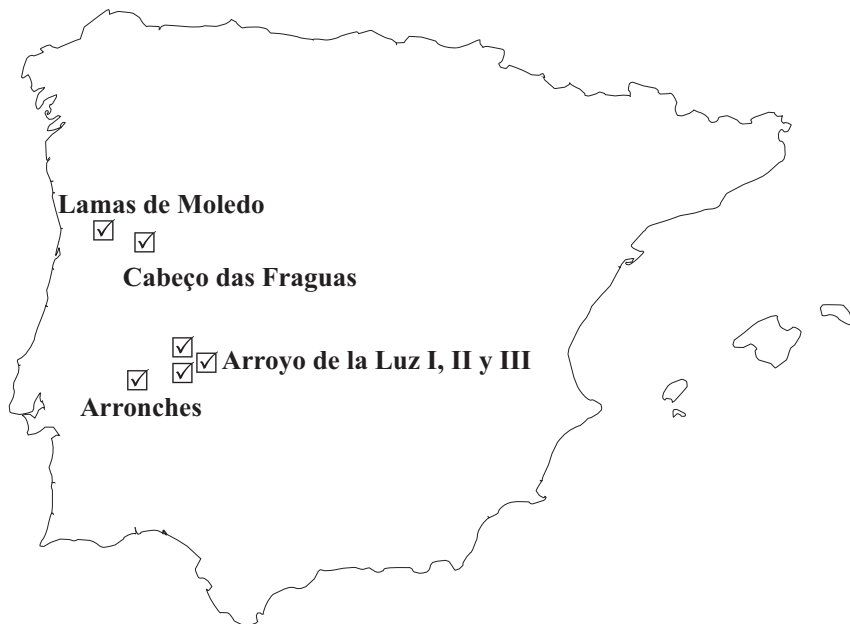 Lamas de Moledo
Cabeço das Fraguas
Arroyo de la Luz I, II y III
Arronches